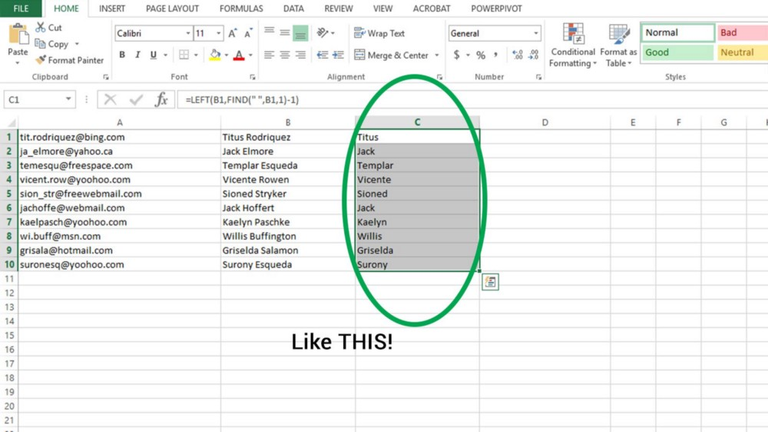 FILE HOME INSERT PAGE LAYOUT FORMULAS DATA REVIEW VIEW ACROBAT POWERPIVOT
Cut Calibri 11 A A Wrap Text General Normal Bad
Paste Copy Conditional Format as
Format Painter B I U A Merge & Center $ % , Formatting Table Good Neutral
Clipboard Font Alignment Number Styles
C1 fx =LEFT(B1,FIND(" ",B1,1)-1)
A B C D E F G
1 tit.rodriquez@bing.com Titus Rodriquez Titus
2 ja_elmore@yahoo.ca Jack Elmore Jack
3 temesqu@freespace.com Templar Esqueda Templar
4 vicent.row@yoohoo.com Vicente Rowen Vicente
5 sion_str@freewebmail.com Sioned Stryker Sioned
6 jachoffe@webmail.com Jack Hoffert Jack
7 kaelpasch@yoohoo.com Kaelyn Paschke Kaelyn
8 wi.buff@msn.com Willis Buffington Willis
9 grisala@hotmail.com Griselda Salamon Griselda
10 suronesq@yoohoo.com Surony Esqueda Surony
11
12
13
14
15
Like THIS!
16
17
18
19
20
21